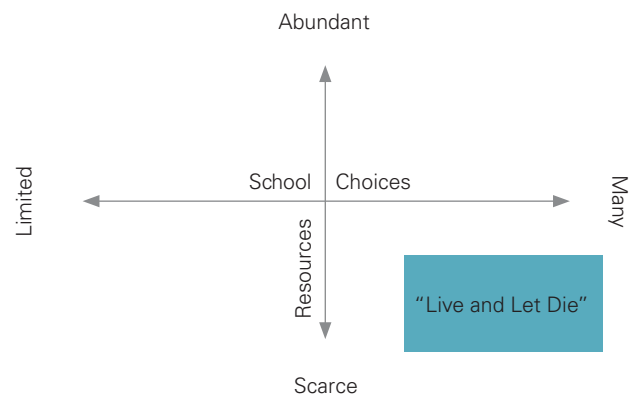 Abundant
Limited
School Choices
Many
Resources
“Live and Let Die”
Scarce